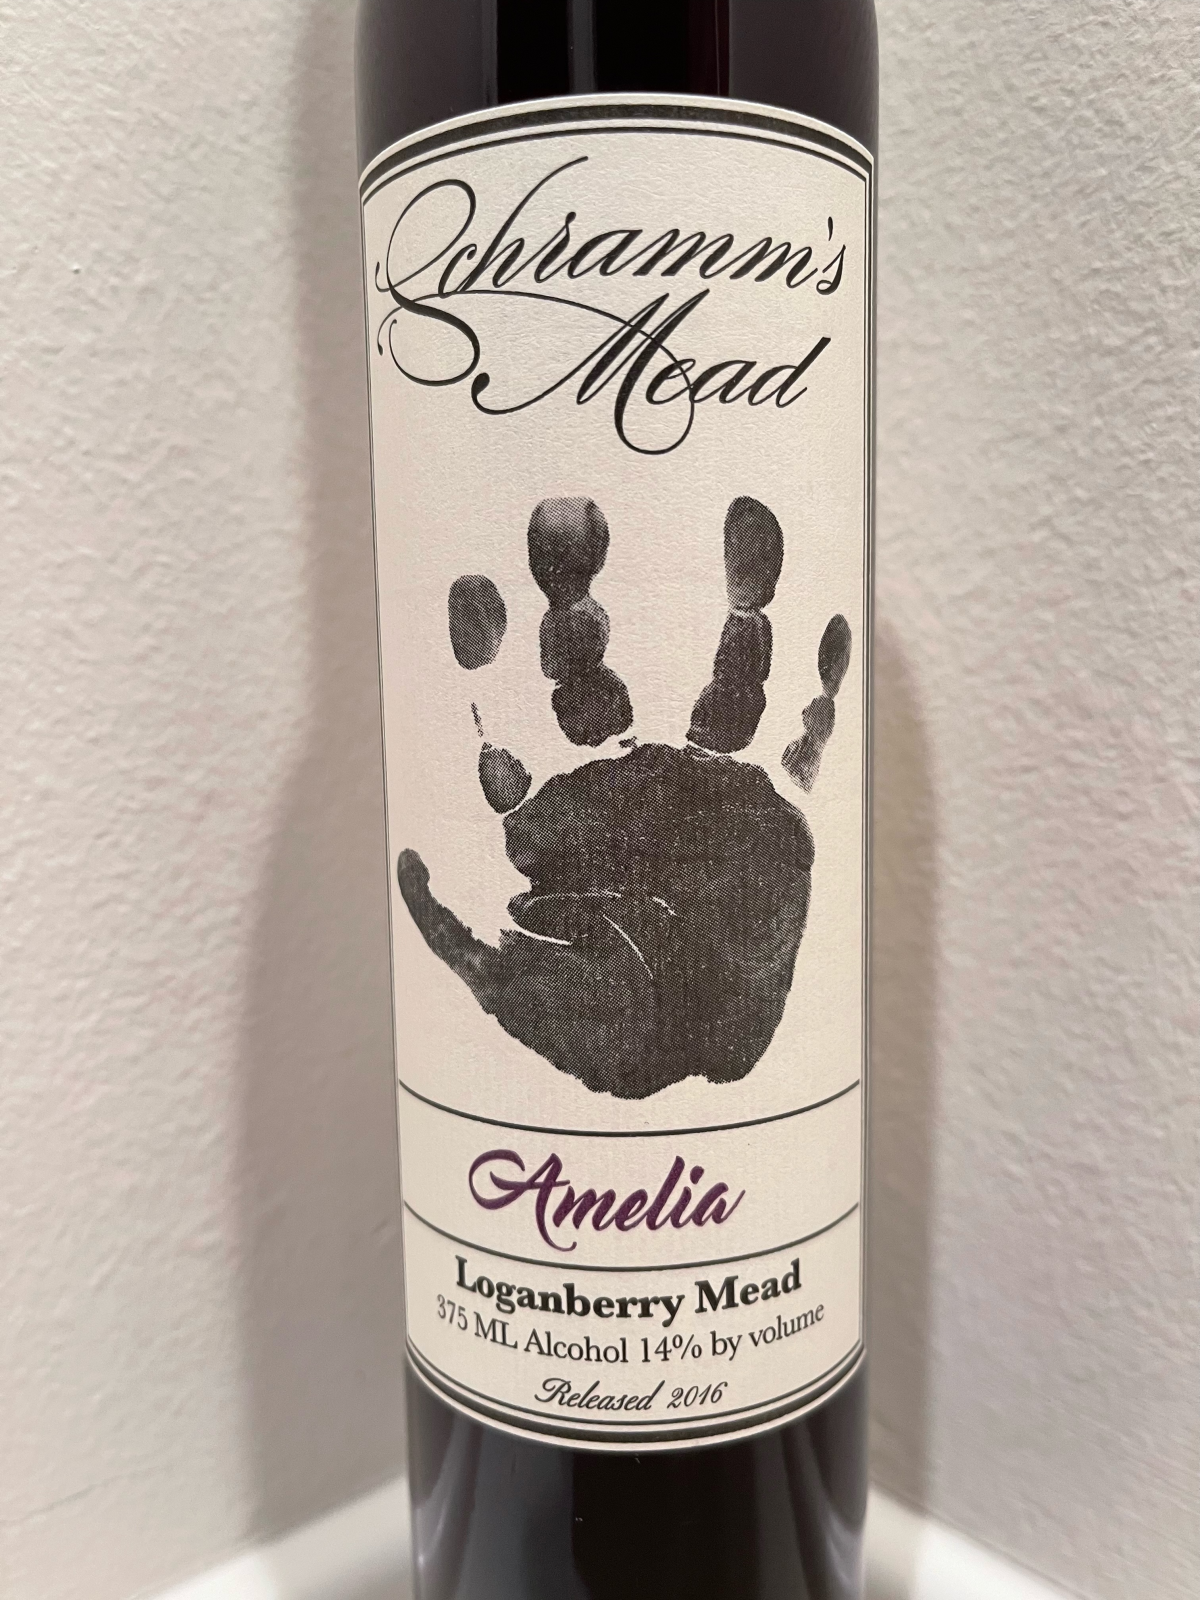 Schramm's
Mead
Amelia
Loganberry Mead
375 ML Alcohol 14% by volume
Released 2016